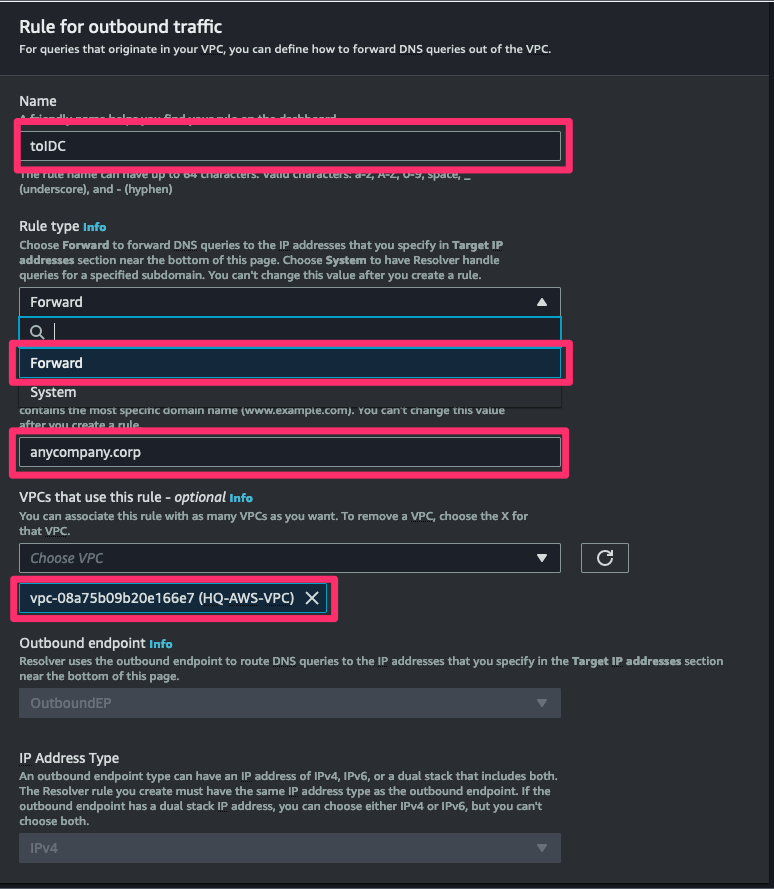 Rule for outbound traffic
For queries that originate in your VPC, you can define how to forward DNS queries out of the VPC.
Name
A friendly name helps you find your rule on the dashboard
toIDC
The rule name can have up to 64 characters. Valid characters: a-z, A-Z, 0-9, space, _
(underscore), and - (hyphen)
Rule type Info
Choose Forward to forward DNS queries to the IP addresses that you specify in Target IP
addresses section near the bottom of this page. Choose System to have Resolver handle
queries for a specified subdomain. You can't change this value after you create a rule.
Forward
Forward
System
contains the most specific domain name (www.example.com). You can't change this value
after you create a rule.
anycompany.corp
VPCs that use this rule - optional Info
You can associate this rule with as many VPCs as you want. To remove a VPC, choose the X for
that VPC.
Choose VPC
vpc-08a75b09b20e166e7 (HQ-AWS-VPC)
Outbound endpoint Info
Resolver uses the outbound endpoint to route DNS queries to the IP addresses that you specify in the Target IP addresses section
near the bottom of this page.
OutboundEP
IP Address Type
An outbound endpoint type can have an IP address of IPv4, IPv6, or a dual stack that includes both.
The Resolver rule you create must have the same IP address type as the outbound endpoint. If the
outbound endpoint has a dual stack IP address, you can choose either IPv4 or IPv6, but you can't
choose both.
IPv4